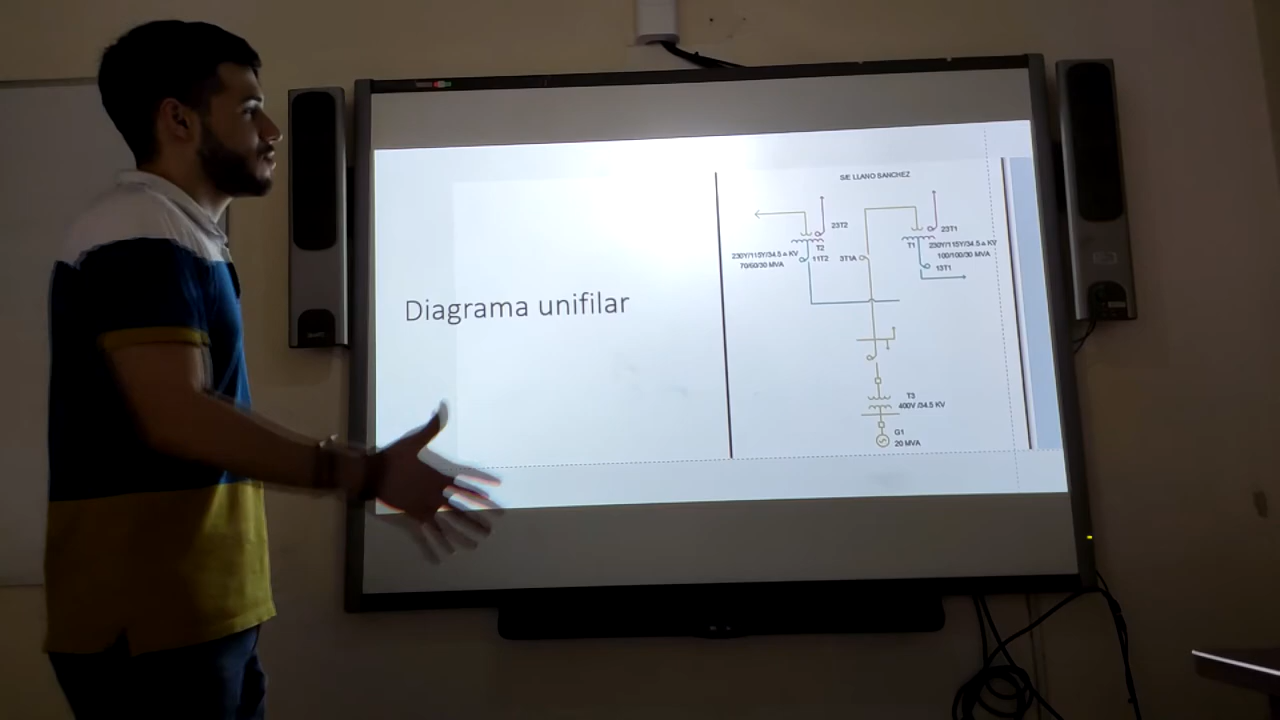 Diagrama unifilar
S/E LLANO SANCHEZ
23T2
T2
230Y/115Y/34.5 ▵ KV
70/60/30 MVA
11T2
3T1A
23T1
T1
230Y/115Y/34.5 ▵ KV
100/100/30 MVA
13T1
T3
400V /34.5 KV
G1
20 MVA